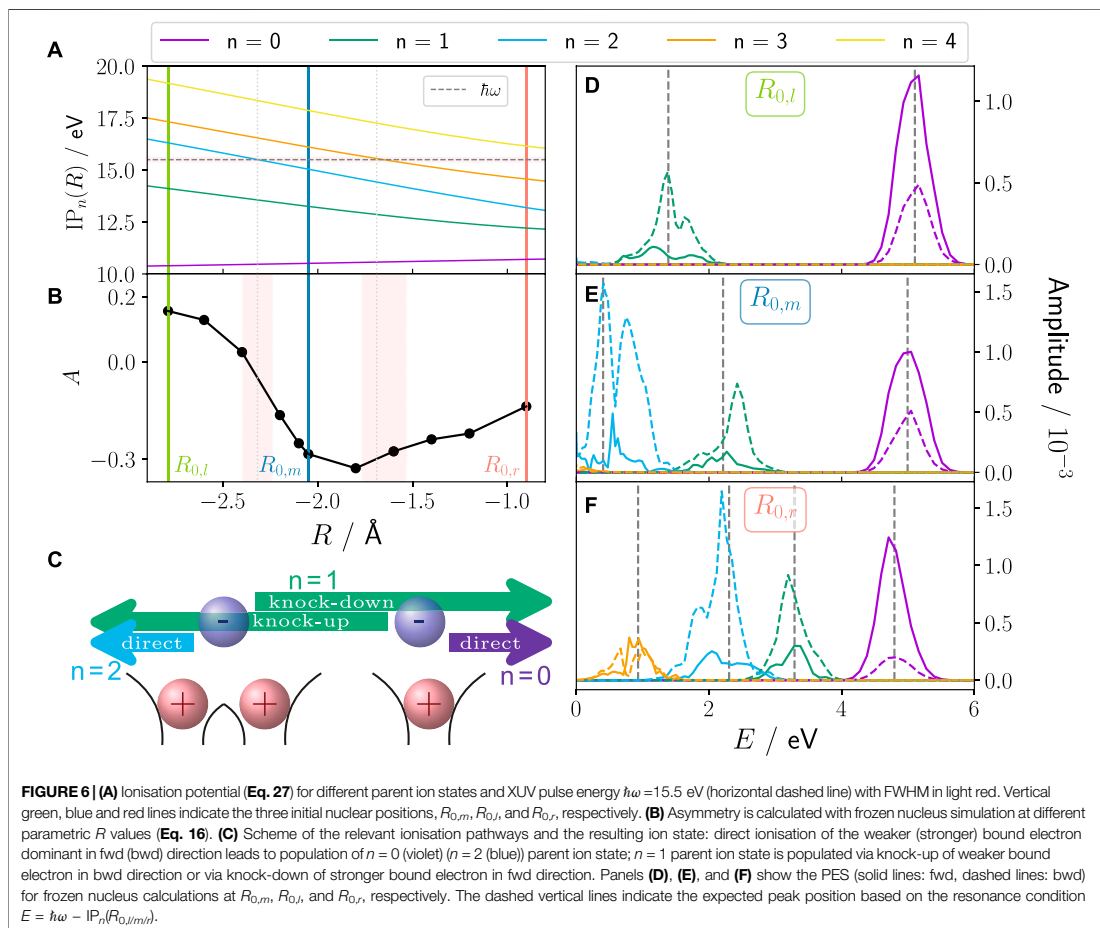 n = 0 n = 1 n = 2 n = 3 n = 4
A
20.0
17.5
15.0
12.5
10.0
IP_n(R) / eV
ħω
B
0.2
0.0
−0.3
A
R_{0,l} R_{0,m} R_{0,r}
−2.5 −2.0 −1.5 −1.0
R / Å
C
n=1
knock-down
knock-up
- -
direct direct
n=2 n=0
+ + +
D
R_{0,l}
1.0
0.5
0.0
E
R_{0,m}
1.5
1.0
0.5
0.0
F
R_{0,r}
1.5
1.0
0.5
0.0
Amplitude / 10⁻³
0 2 4 6
E / eV
FIGURE 6 | (A) Ionisation potential (Eq. 27) for different parent ion states and XUV pulse energy ħω =15.5 eV (horizontal dashed line) with FWHM in light red. Vertical
green, blue and red lines indicate the three initial nuclear positions, R_{0,m}, R_{0,l}, and R_{0,r}, respectively. (B) Asymmetry is calculated with frozen nucleus simulation at different
parametric R values (Eq. 16). (C) Scheme of the relevant ionisation pathways and the resulting ion state: direct ionisation of the weaker (stronger) bound electron
dominant in fwd (bwd) direction leads to population of n = 0 (violet) (n = 2 (blue)) parent ion state; n = 1 parent ion state is populated via knock-up of weaker bound
electron in bwd direction or via knock-down of stronger bound electron in fwd direction. Panels (D), (E), and (F) show the PES (solid lines: fwd, dashed lines: bwd)
for frozen nucleus calculations at R_{0,m}, R_{0,l}, and R_{0,r}, respectively. The dashed vertical lines indicate the expected peak position based on the resonance condition
E = ħω − IP_n(R_{0,l/m/r}).